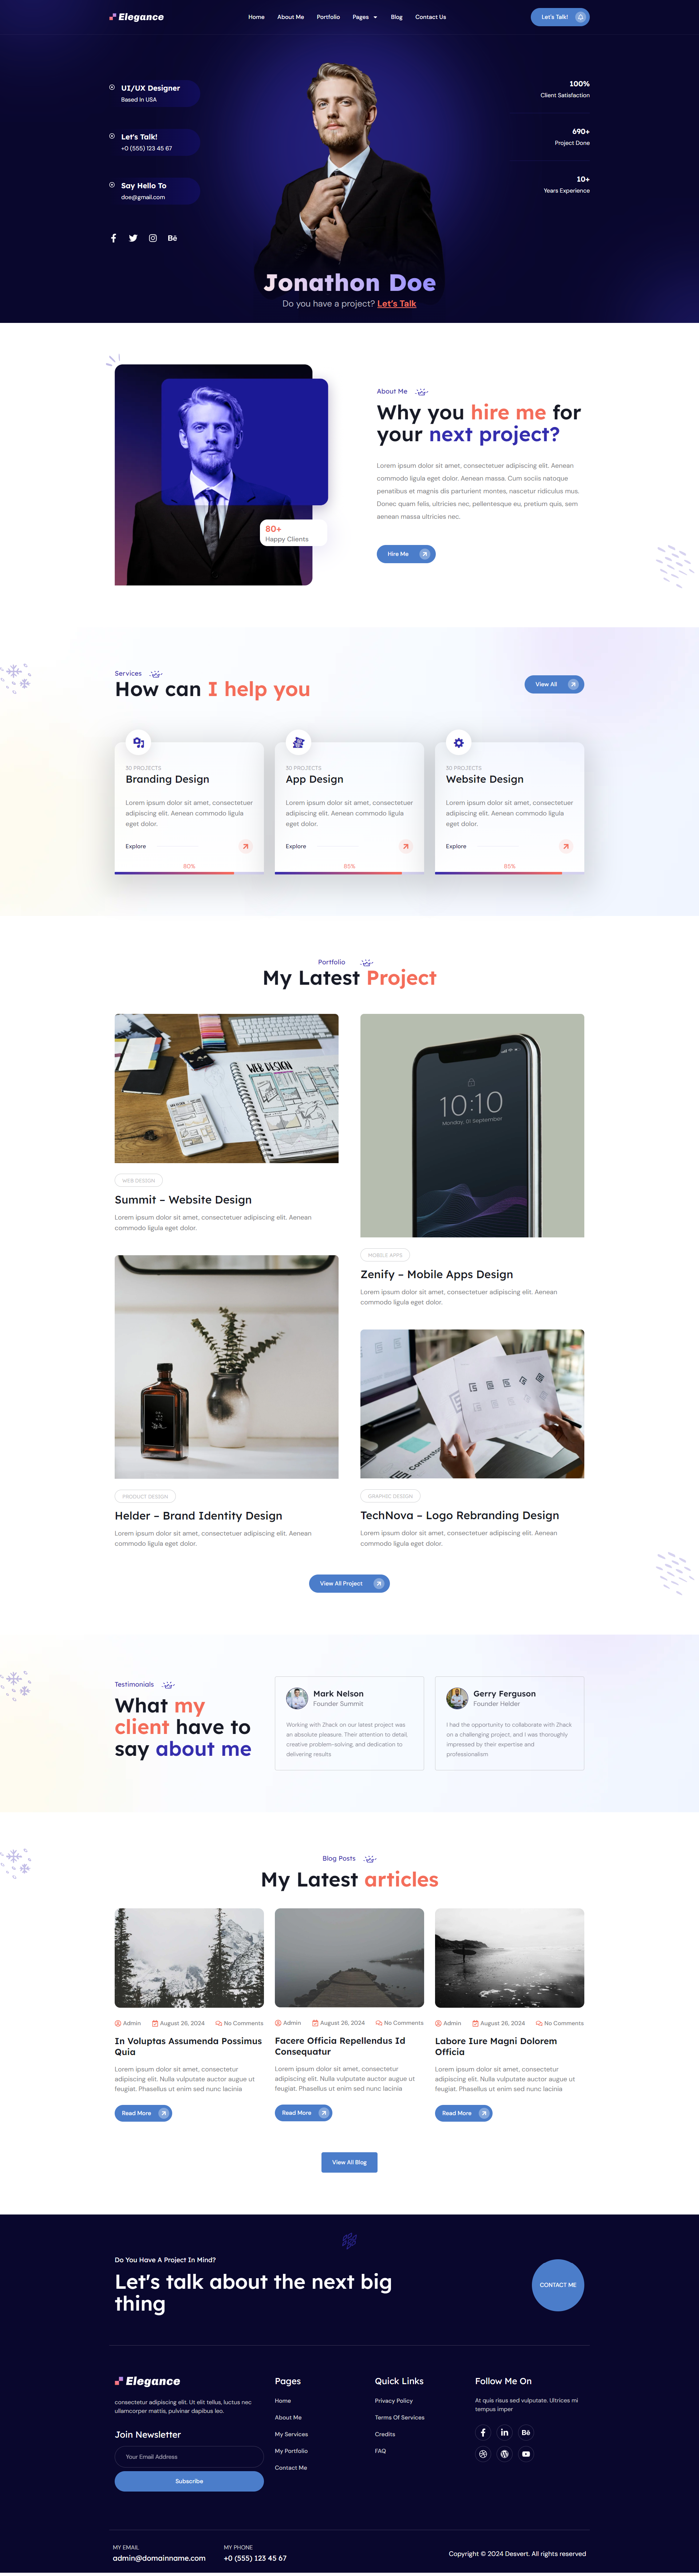 Elegance
Home About Me Portfolio Pages Blog Contact Us
Let's Talk!
UI/UX Designer
Based In USA
Let's Talk!
+0 (555) 123 45 67
Say Hello To
doe@gmail.com
Bē
100%
Client Satisfaction
690+
Project Done
10+
Years Experience
Jonathon Doe
Do you have a project? Let's Talk
80+
Happy Clients
About Me
Why you hire me for
your next project?
Lorem ipsum dolor sit amet, consectetuer adipiscing elit. Aenean
commodo ligula eget dolor. Aenean massa. Cum sociis natoque
penatibus et magnis dis parturient montes, nascetur ridiculus mus.
Donec quam felis, ultricies nec, pellentesque eu, pretium quis, sem
aenean massa ultricies nec.
Hire Me
Services
How can I help you
View All
30 PROJECTS
Branding Design
Lorem ipsum dolor sit amet, consectetuer
adipiscing elit. Aenean commodo ligula
eget dolor.
Explore
80%
30 PROJECTS
App Design
Lorem ipsum dolor sit amet, consectetuer
adipiscing elit. Aenean commodo ligula
eget dolor.
Explore
85%
30 PROJECTS
Website Design
Lorem ipsum dolor sit amet, consectetuer
adipiscing elit. Aenean commodo ligula
eget dolor.
Explore
85%
Portfolio
My Latest Project
WEB DESIGN
WEB DESIGN
Summit – Website Design
Lorem ipsum dolor sit amet, consectetuer adipiscing elit. Aenean
commodo ligula eget dolor.
10:10
Monday, 01 September
MOBILE APPS
Zenify – Mobile Apps Design
Lorem ipsum dolor sit amet, consectetuer adipiscing elit. Aenean
commodo ligula eget dolor.
PRODUCT DESIGN
Helder – Brand Identity Design
Lorem ipsum dolor sit amet, consectetuer adipiscing elit. Aenean
commodo ligula eget dolor.
GRAPHIC DESIGN
TechNova – Logo Rebranding Design
Lorem ipsum dolor sit amet, consectetuer adipiscing elit. Aenean
commodo ligula eget dolor.
View All Project
Testimonials
What my
client have to
say about me
Mark Nelson
Founder Summit
Working with Zhack on our latest project was
an absolute pleasure. Their attention to detail,
creative problem-solving, and dedication to
delivering results
Gerry Ferguson
Founder Helder
I had the opportunity to collaborate with Zhack
on a challenging project, and I was thoroughly
impressed by their expertise and
professionalism
Blog Posts
My Latest articles
Admin August 26, 2024 No Comments
In Voluptas Assumenda Possimus
Quia
Lorem ipsum dolor sit amet, consectetur
adipiscing elit. Nulla vulputate auctor augue ut
feugiat. Phasellus ut enim sed nunc lacinia
Read More
Admin August 26, 2024 No Comments
Facere Officia Repellendus Id
Consequatur
Lorem ipsum dolor sit amet, consectetur
adipiscing elit. Nulla vulputate auctor augue ut
feugiat. Phasellus ut enim sed nunc lacinia
Read More
Admin August 26, 2024 No Comments
Labore Iure Magni Dolorem
Officia
Lorem ipsum dolor sit amet, consectetur
adipiscing elit. Nulla vulputate auctor augue ut
feugiat. Phasellus ut enim sed nunc lacinia
Read More
View All Blog
Do You Have A Project In Mind?
Let's talk about the next big
thing
CONTACT ME
Elegance
consectetur adipiscing elit. Ut elit tellus, luctus nec
ullamcorper mattis, pulvinar dapibus leo.
Join Newsletter
Your Email Address
Subscribe
Pages
Home
About Me
My Services
My Portfolio
Contact Me
Quick Links
Privacy Policy
Terms Of Services
Credits
FAQ
Follow Me On
At quis risus sed vulputate. Ultrices mi
tempus imper
in Bē
MY EMAIL
admin@domainname.com
MY PHONE
+0 (555) 123 45 67
Copyright © 2024 Desvert. All rights reserved